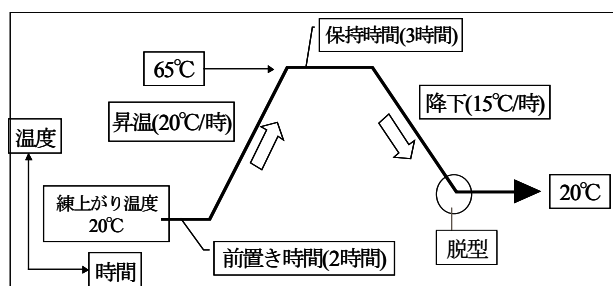 保持時間(3時間)
65℃
昇温(20℃/時)
降下(15℃/時)
温度
練上がり温度
20℃
20℃
前置き時間(2時間)
脱型
時間